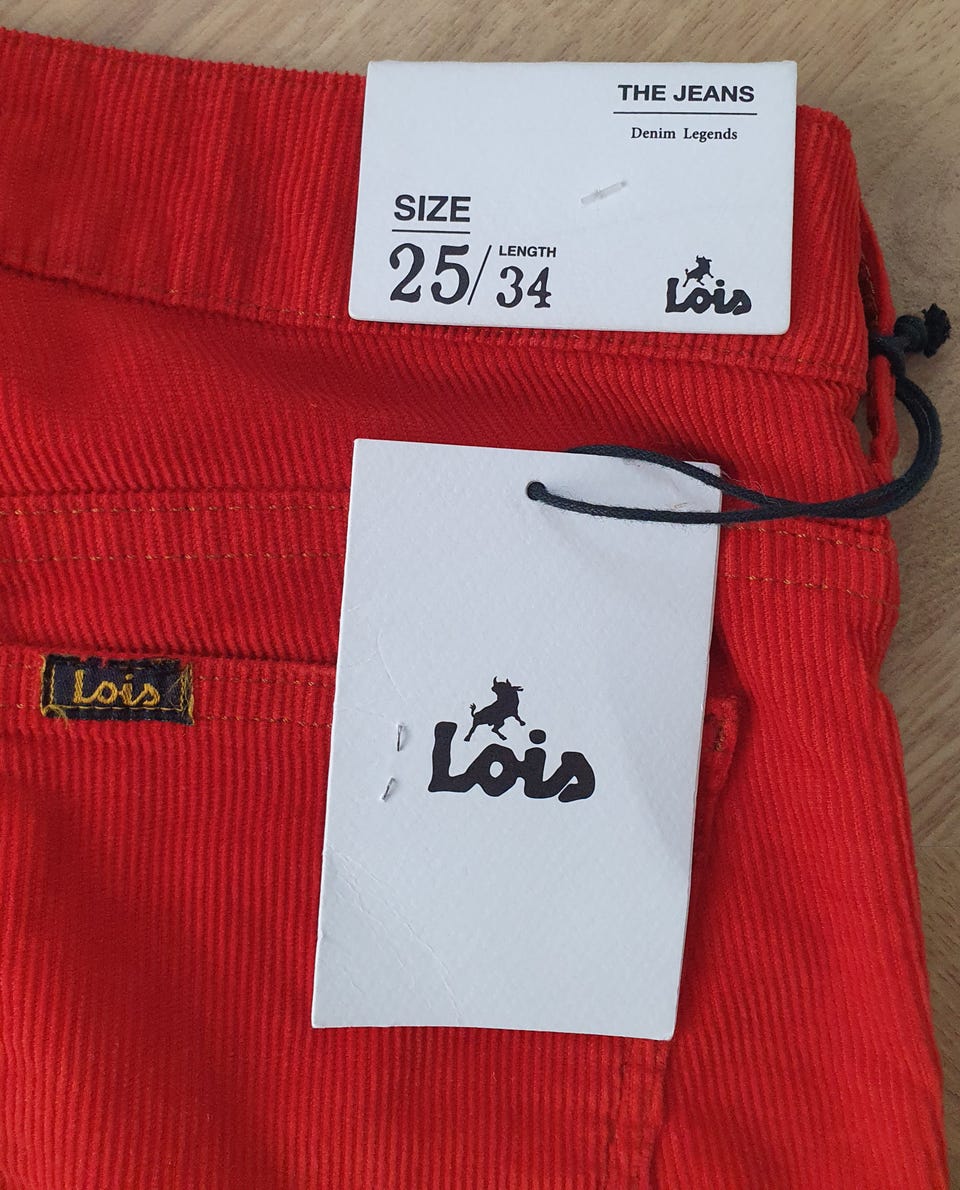 THE JEANS
Denim Legends
SIZE
25/
LENGTH
34
Lois
Lois
Lois